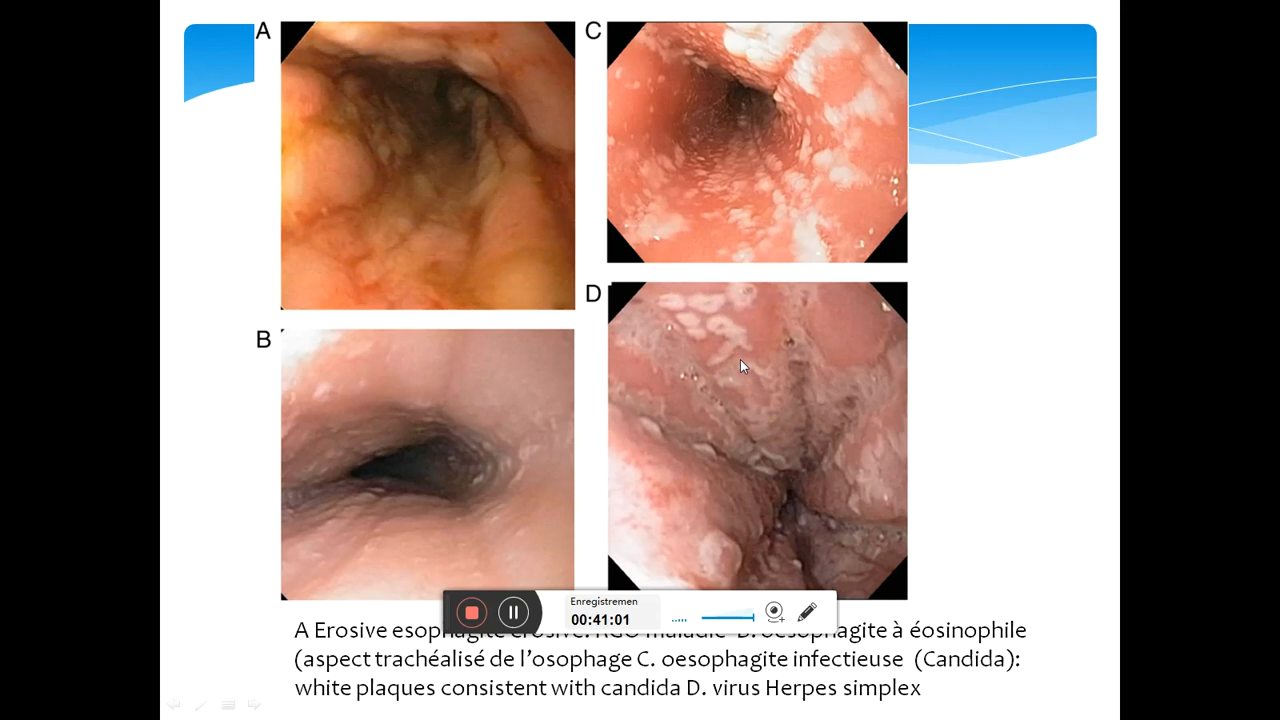 A
C
D
B
Enregistremen
00:41:01
A Erosive esophagite érosive. RGO maladie oesophagite à éosinophile
(aspect trachéalisé de l'osophage C. oesophagite infectieuse (Candida):
white plaques consistent with candida D. virus Herpes simplex